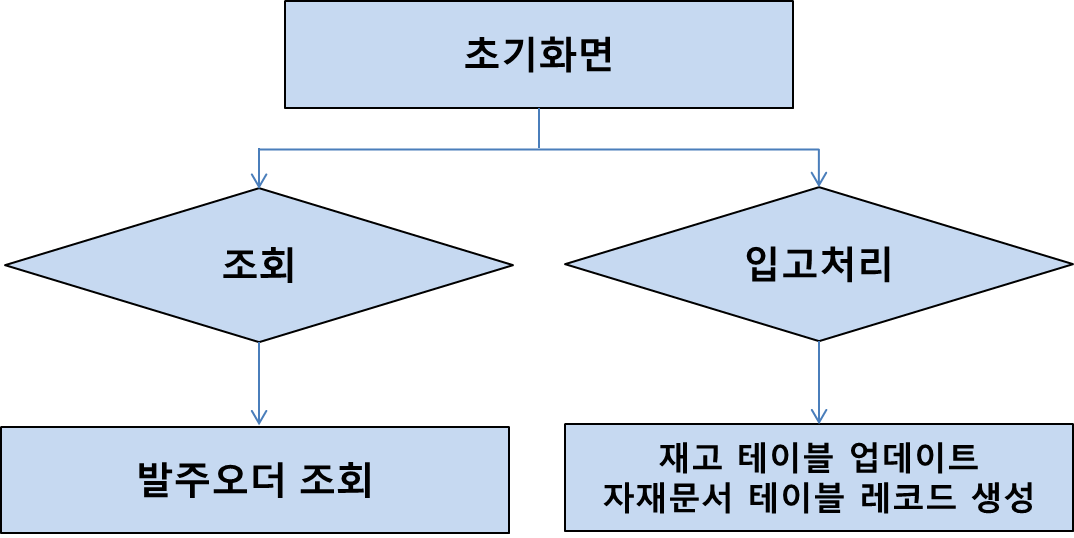 초기화면
조회
입고처리
발주오더 조회
재고 테이블 업데이트
자재문서 테이블 레코드 생성